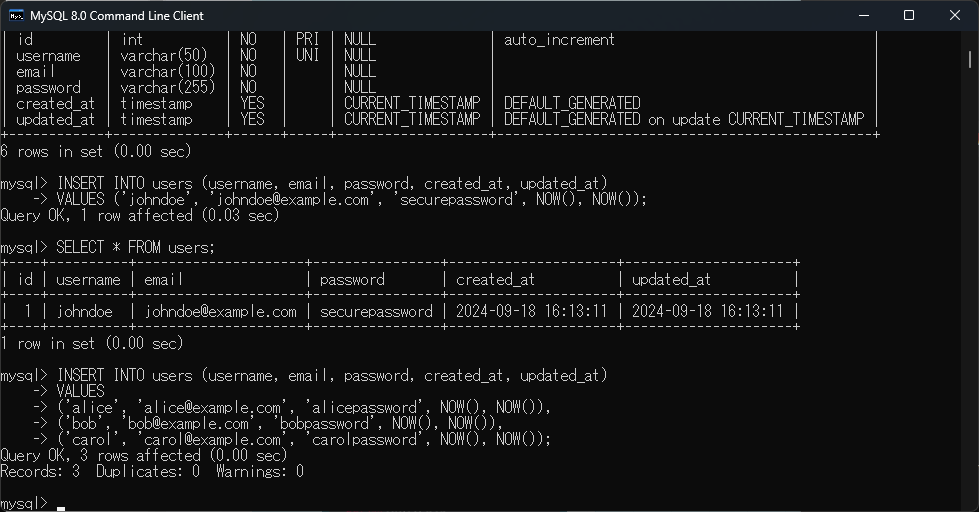 MySQL 8.0 Command Line Client
| id         | int          | NO   | PRI | NULL              | auto_increment                                |
| username   | varchar(50)  | NO   | UNI | NULL              |                                               |
| email      | varchar(100) | NO   |     | NULL              |                                               |
| password   | varchar(255) | NO   |     | NULL              |                                               |
| created_at | timestamp    | YES  |     | CURRENT_TIMESTAMP | DEFAULT_GENERATED                             |
| updated_at | timestamp    | YES  |     | CURRENT_TIMESTAMP | DEFAULT_GENERATED on update CURRENT_TIMESTAMP |
+------------+--------------+------+-----+-------------------+-----------------------------------------------+
6 rows in set (0.00 sec)
mysql> INSERT INTO users (username, email, password, created_at, updated_at)
    -> VALUES ('johndoe', 'johndoe@example.com', 'securepassword', NOW(), NOW());
Query OK, 1 row affected (0.03 sec)
mysql> SELECT * FROM users;
+----+----------+---------------------+----------------+---------------------+---------------------+
| id | username | email               | password       | created_at          | updated_at          |
+----+----------+---------------------+----------------+---------------------+---------------------+
|  1 | johndoe  | johndoe@example.com | securepassword | 2024-09-18 16:13:11 | 2024-09-18 16:13:11 |
+----+----------+---------------------+----------------+---------------------+---------------------+
1 row in set (0.00 sec)
mysql> INSERT INTO users (username, email, password, created_at, updated_at)
    -> VALUES
    -> ('alice', 'alice@example.com', 'alicepassword', NOW(), NOW()),
    -> ('bob', 'bob@example.com', 'bobpassword', NOW(), NOW()),
    -> ('carol', 'carol@example.com', 'carolpassword', NOW(), NOW());
Query OK, 3 rows affected (0.00 sec)
Records: 3  Duplicates: 0  Warnings: 0
mysql> _